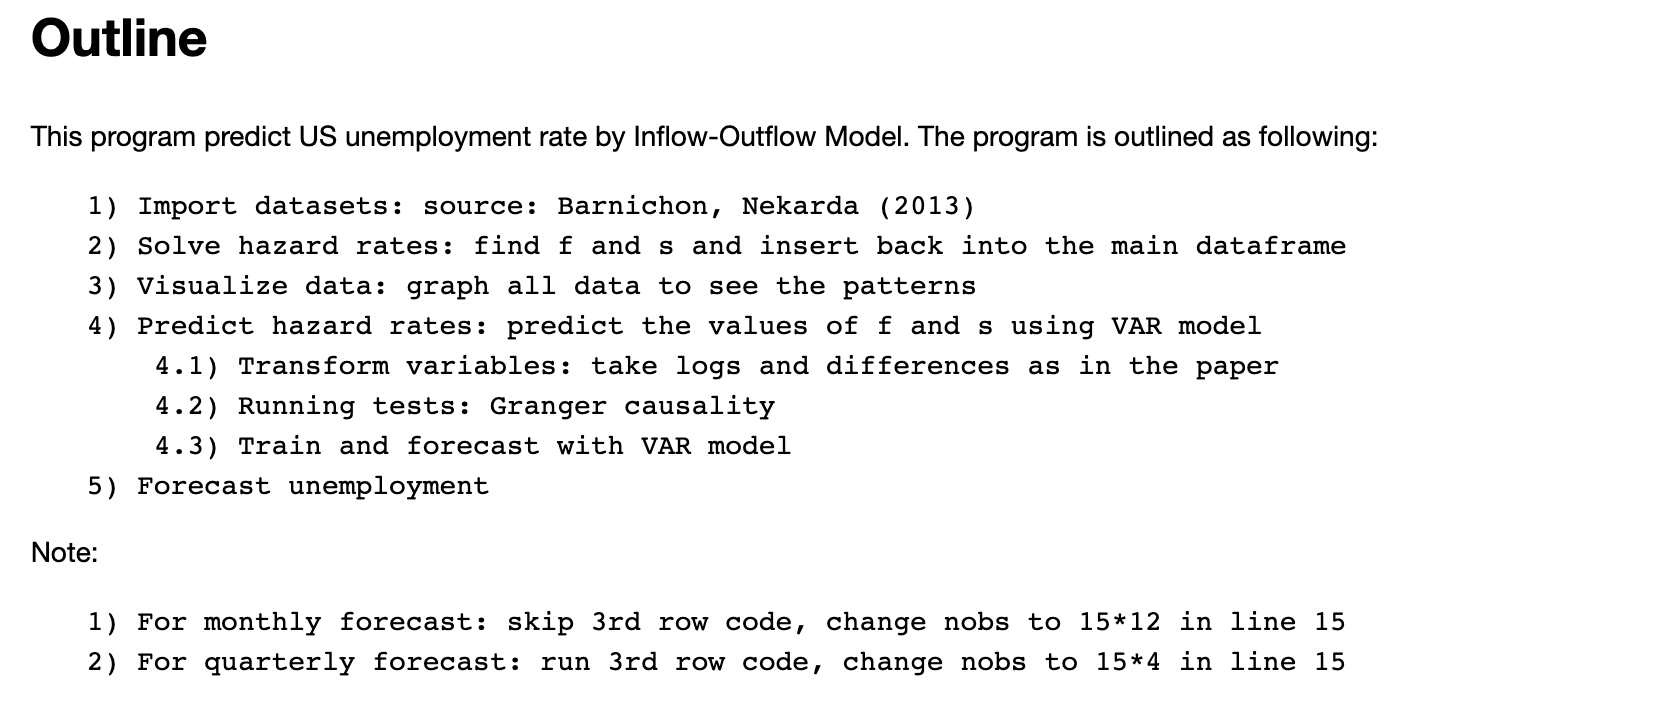 Outline
This program predict US unemployment rate by Inflow-Outflow Model. The program is outlined as following:
1) Import datasets: source: Barnichon, Nekarda (2013)
2) Solve hazard rates: find f and s and insert back into the main dataframe
3) Visualize data: graph all data to see the patterns
4) Predict hazard rates: predict the values of f and s using VAR model
4.1) Transform variables: take logs and differences as in the paper
4.2) Running tests: Granger causality
4.3) Train and forecast with VAR model
5) Forecast unemployment
Note:
1) For monthly forecast: skip 3rd row code, change nobs to 15*12 in line 15
2) For quarterly forecast: run 3rd row code, change nobs to 15*4 in line 15